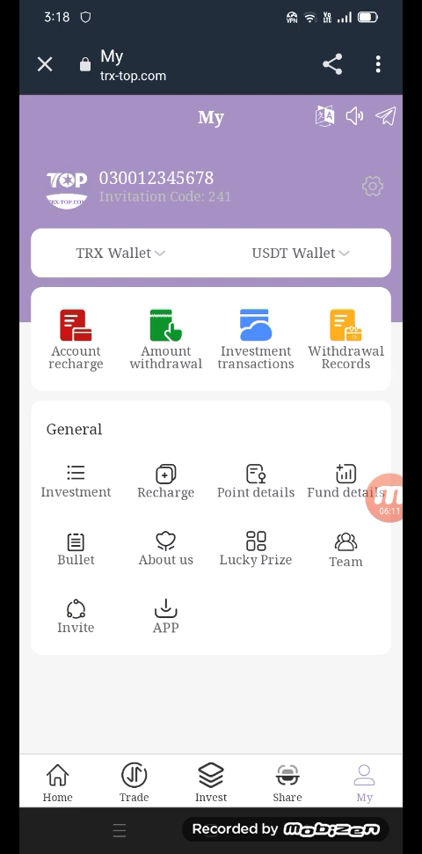 3:18
My
trx-top.com
My
TOP 030012345678
TRX-TOP.COM Invitation Code: 241
TRX Wallet USDT Wallet
Account recharge
Amount withdrawal
Investment transactions
Withdrawal Records
General
Investment Recharge Point details Fund details
06:11
Bullet About us Lucky Prize Team
Invite APP
Home Trade Invest Share My
Recorded by mobizen